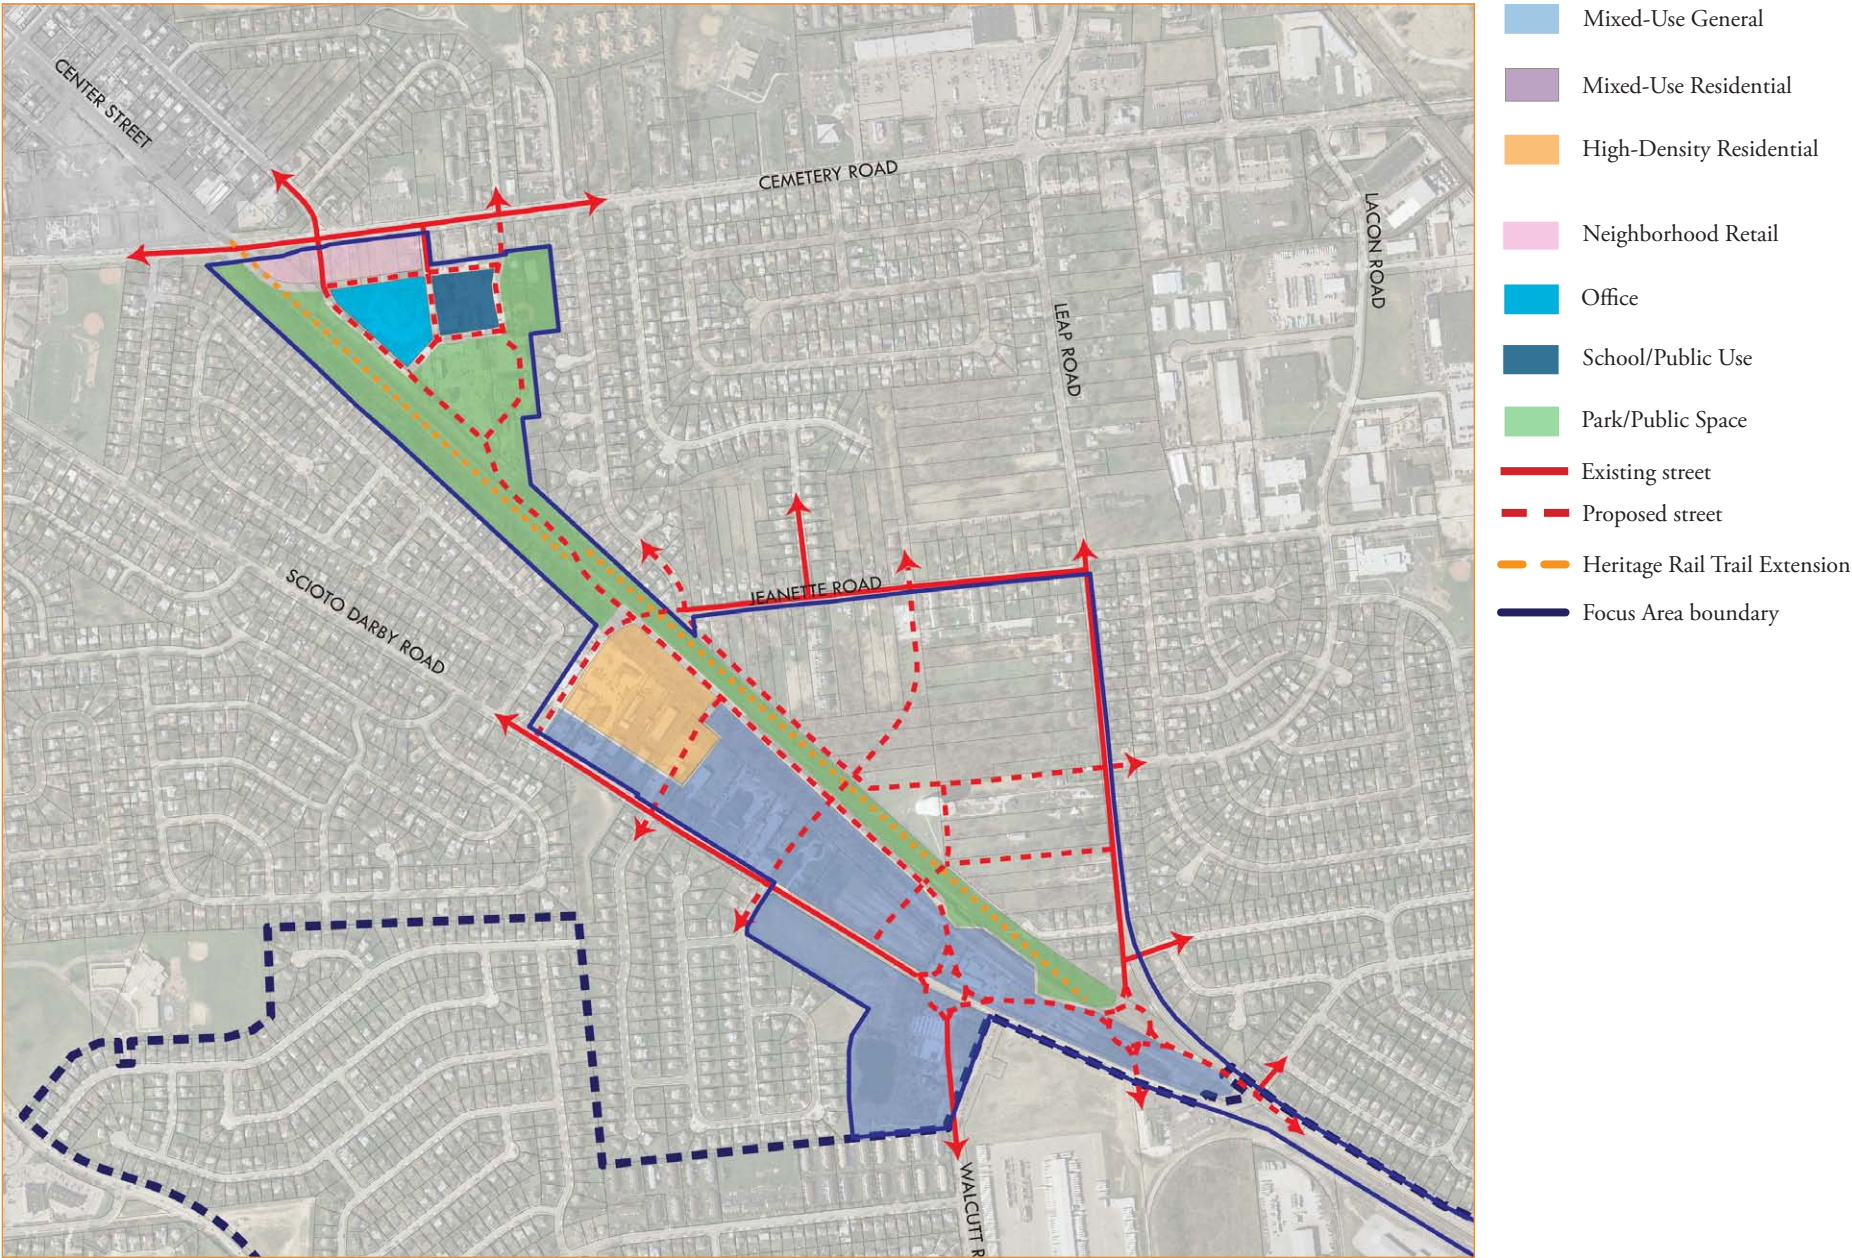 CENTER STREET
CEMETERY ROAD
LACON ROAD
LEAP ROAD
JEANETTE ROAD
SCIOTO DARBY ROAD
WALCUTT R
Mixed-Use General
Mixed-Use Residential
High-Density Residential
Neighborhood Retail
Office
School/Public Use
Park/Public Space
Existing street
Proposed street
Heritage Rail Trail Extension
Focus Area boundary